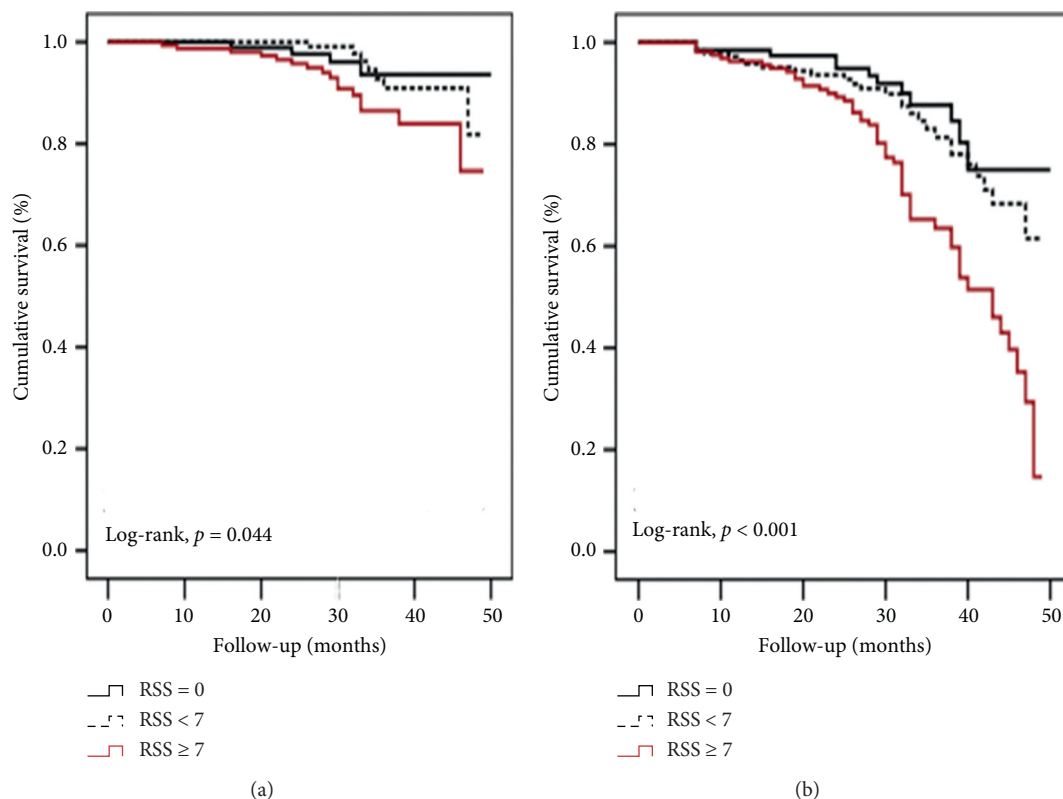 Cumulative survival (%)
1.0
0.8
0.6
0.4
0.2
0.0
Log-rank, p = 0.044
0 10 20 30 40 50
Follow-up (months)
RSS = 0
RSS < 7
RSS ≥ 7
(a)
Cumulative survival (%)
1.0
0.8
0.6
0.4
0.2
0.0
Log-rank, p < 0.001
0 10 20 30 40 50
Follow-up (months)
RSS = 0
RSS < 7
RSS ≥ 7
(b)